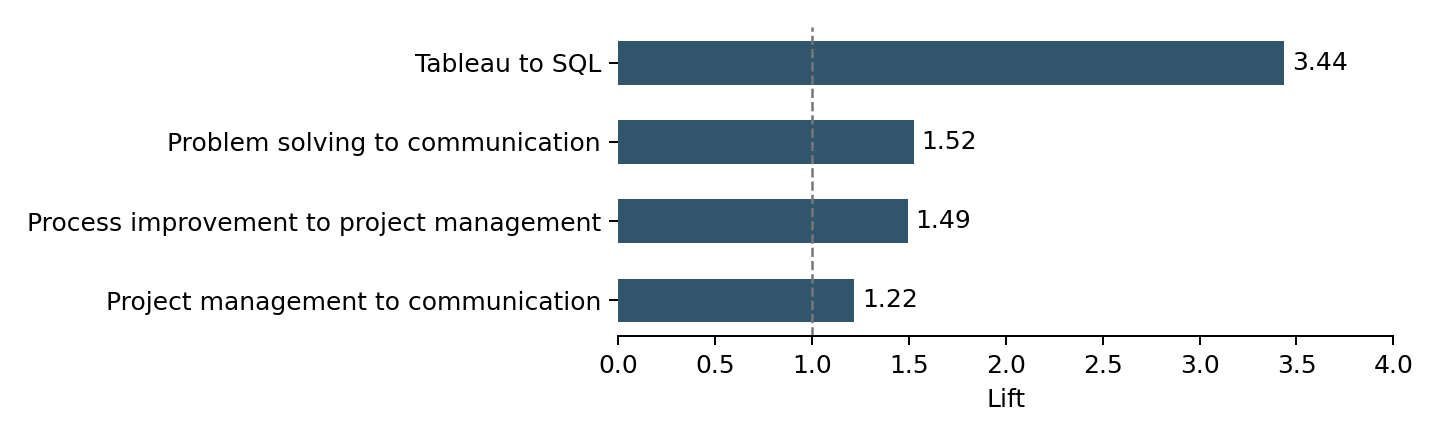 Tableau to SQL 3.44
Problem solving to communication 1.52
Process improvement to project management 1.49
Project management to communication 1.22
0.0 0.5 1.0 1.5 2.0 2.5 3.0 3.5 4.0
Lift